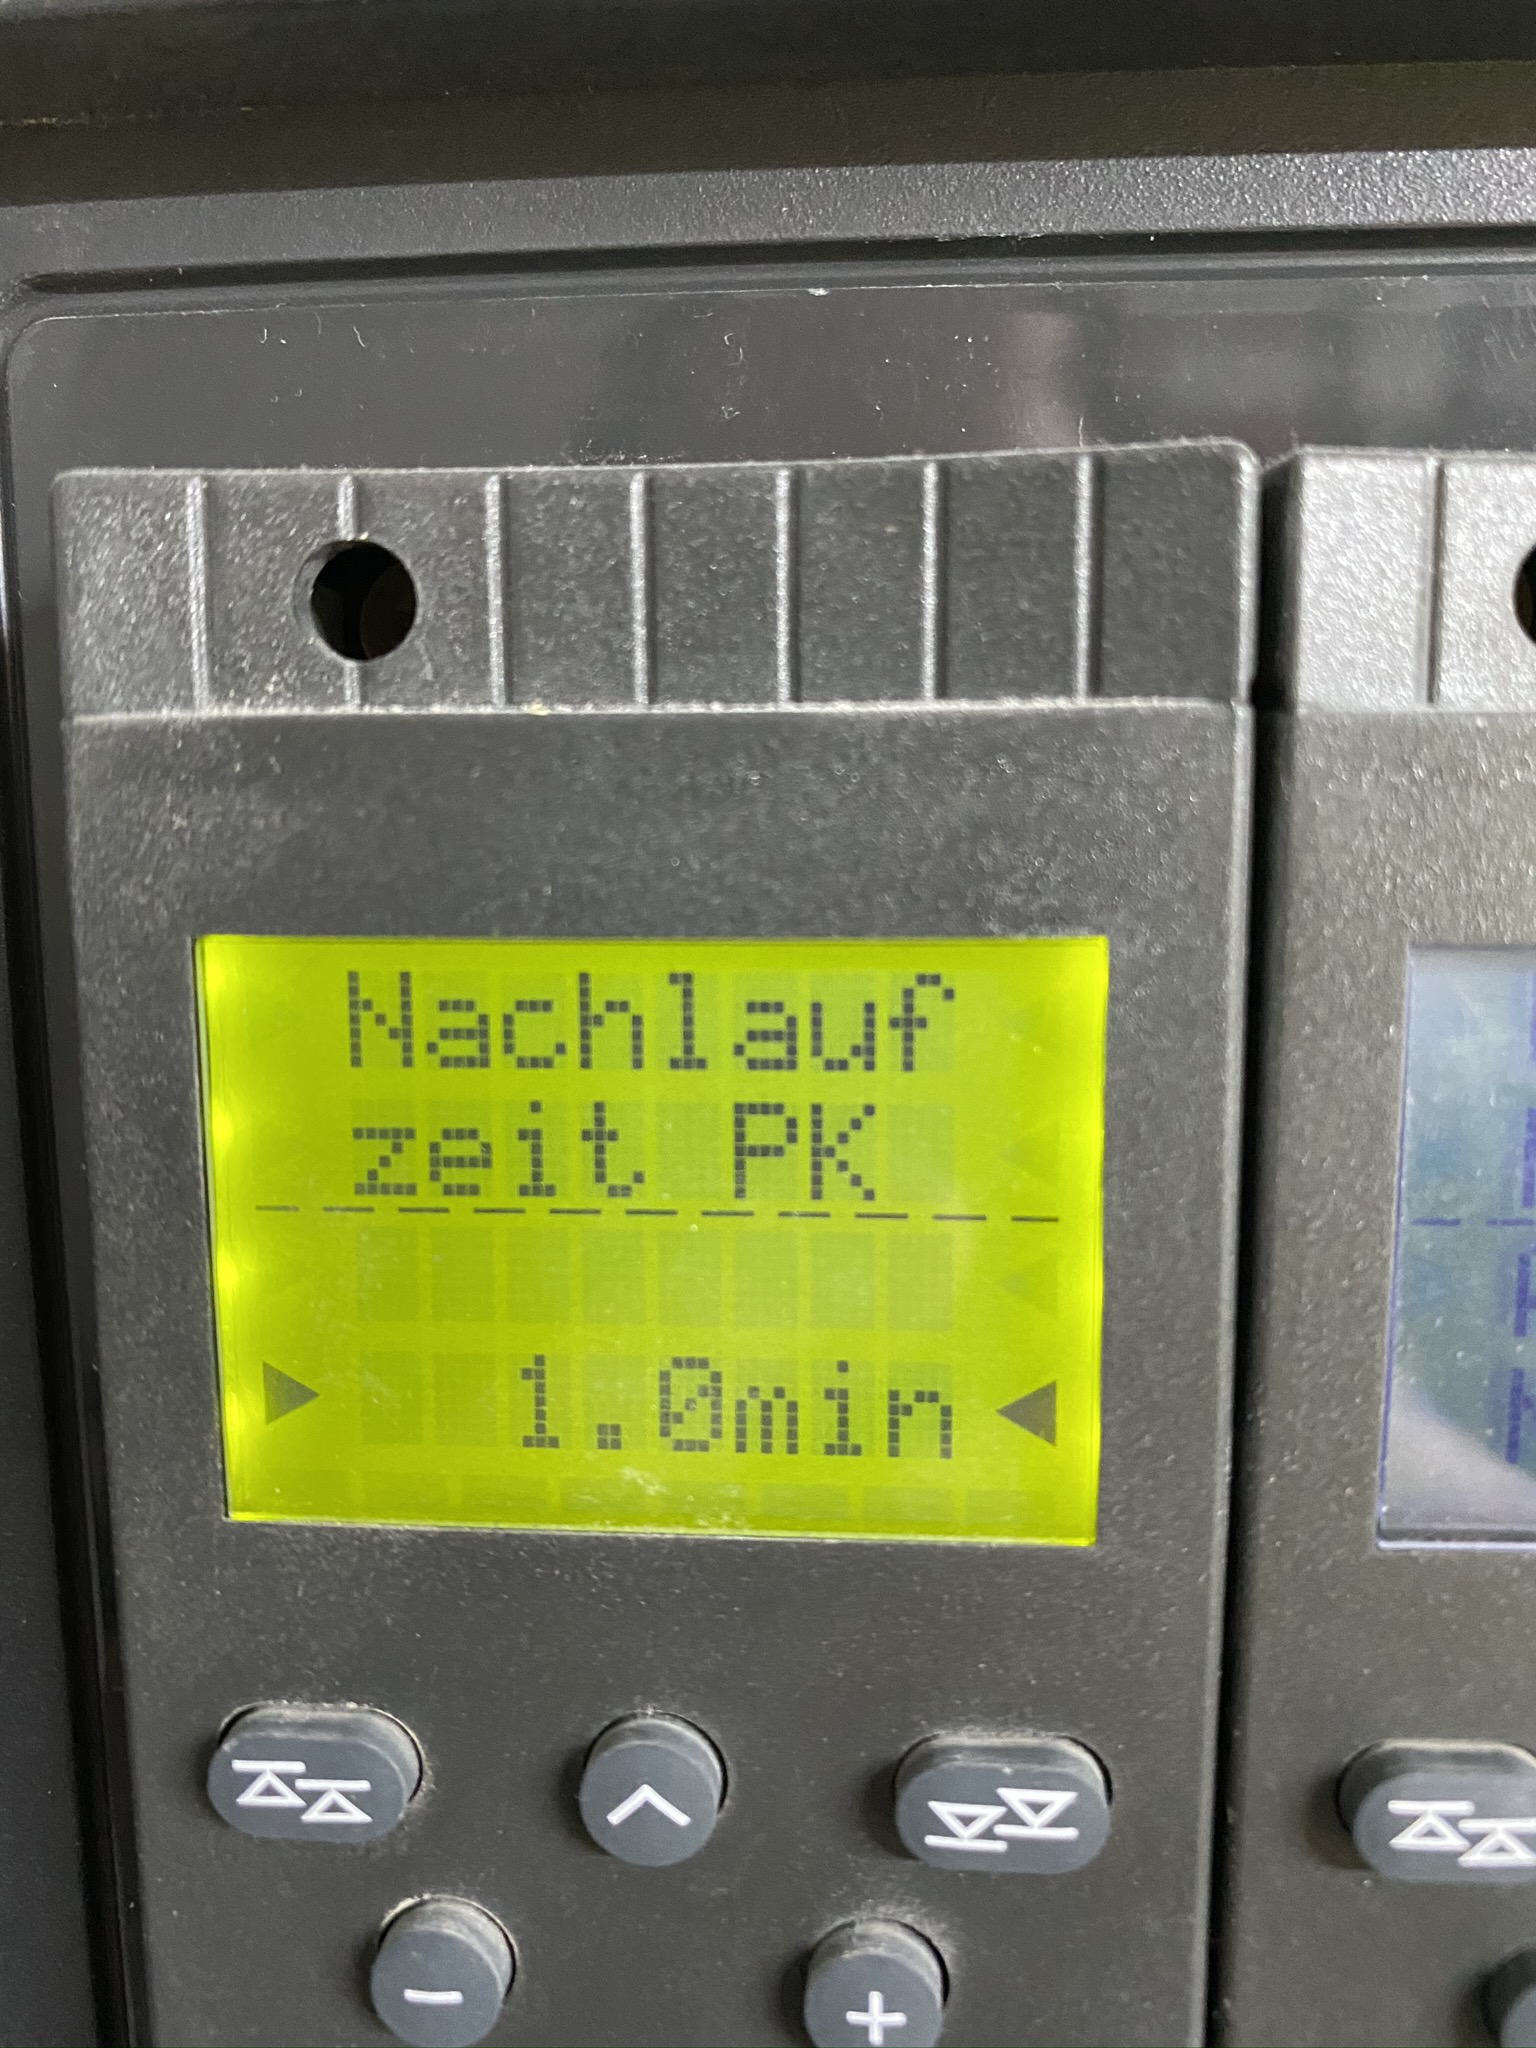 Nachlauf
zeit PK
1.0min
-
+